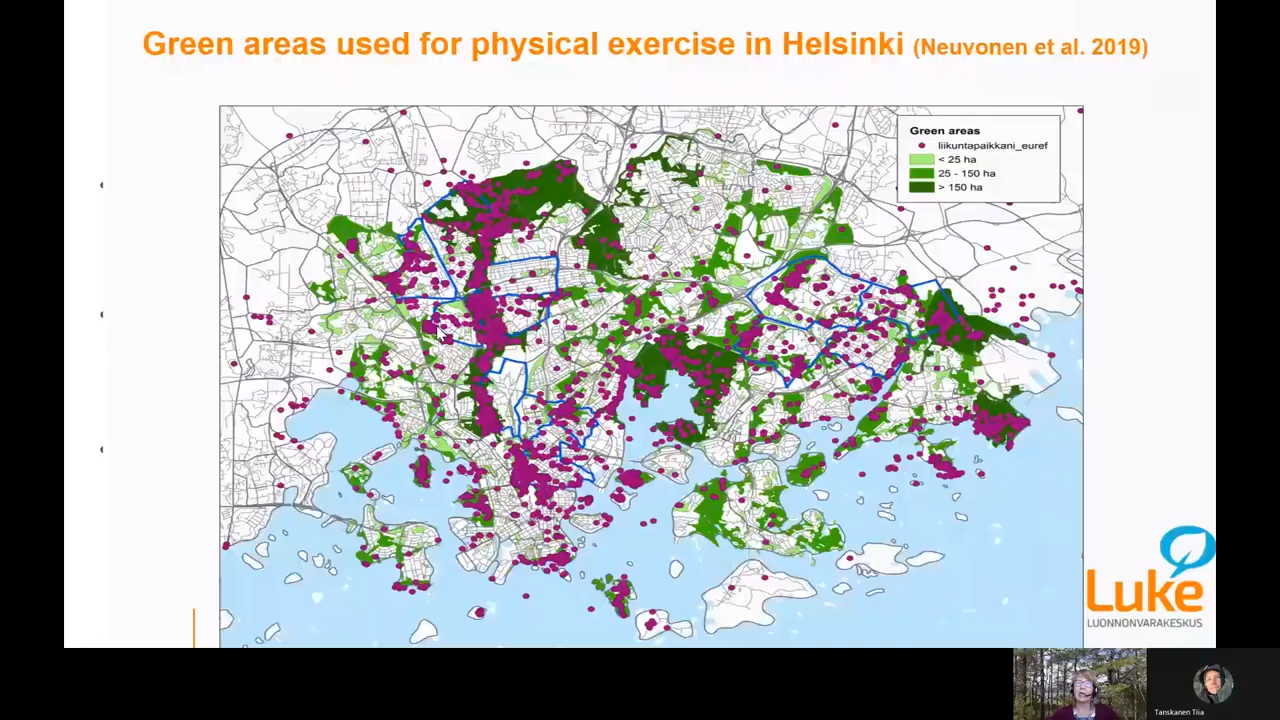 Green areas used for physical exercise in Helsinki (Neuvonen et al. 2019)
Green areas
liikuntapaikkani_euref
< 25 ha
25 - 150 ha
> 150 ha
Luke
LUONNONVARAKESKUS
Tanskanen Tiia